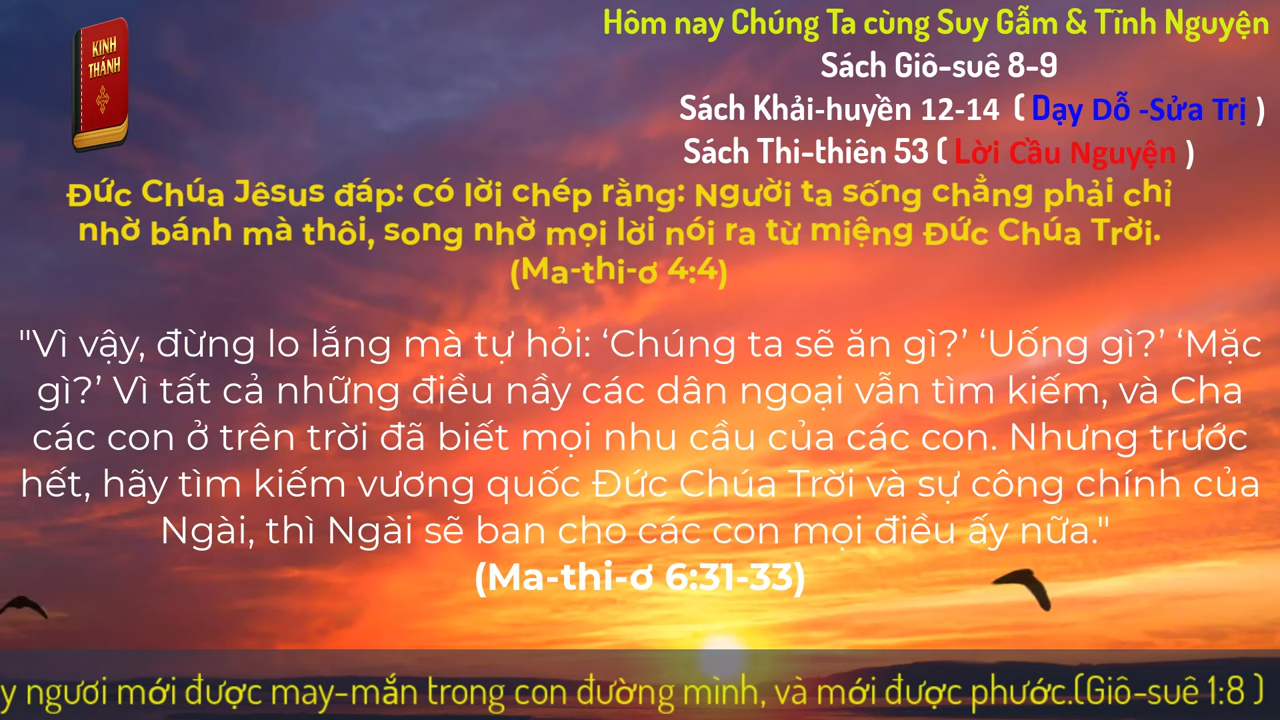 KINH
THÁNH
Hôm nay Chúng Ta cùng Suy Gẫm & Tĩnh Nguyện
Sách Giô-suê 8-9
Sách Khải-huyền 12-14 ( Dạy Dỗ -Sửa Trị )
Sách Thi-thiên 53 ( Lời Cầu Nguyện )
Đức Chúa Jêsus đáp: Có lời chép rằng: Người ta sống chẳng phải chỉ
nhờ bánh mà thôi, song nhờ mọi lời nói ra từ miệng Đức Chúa Trời.
(Ma-thi-ơ 4:4)
"Vì vậy, đừng lo lắng mà tự hỏi: ‘Chúng ta sẽ ăn gì?’ ‘Uống gì?’ ‘Mặc
gì?’ Vì tất cả những điều nầy các dân ngoại vẫn tìm kiếm, và Cha
các con ở trên trời đã biết mọi nhu cầu của các con. Nhưng trước
hết, hãy tìm kiếm vương quốc Đức Chúa Trời và sự công chính của
Ngài, thì Ngài sẽ ban cho các con mọi điều ấy nữa."
(Ma-thi-ơ 6:31-33)
y ngươi mới được may-mắn trong con đường mình, và mới được phước.(Giô-suê 1:8 )